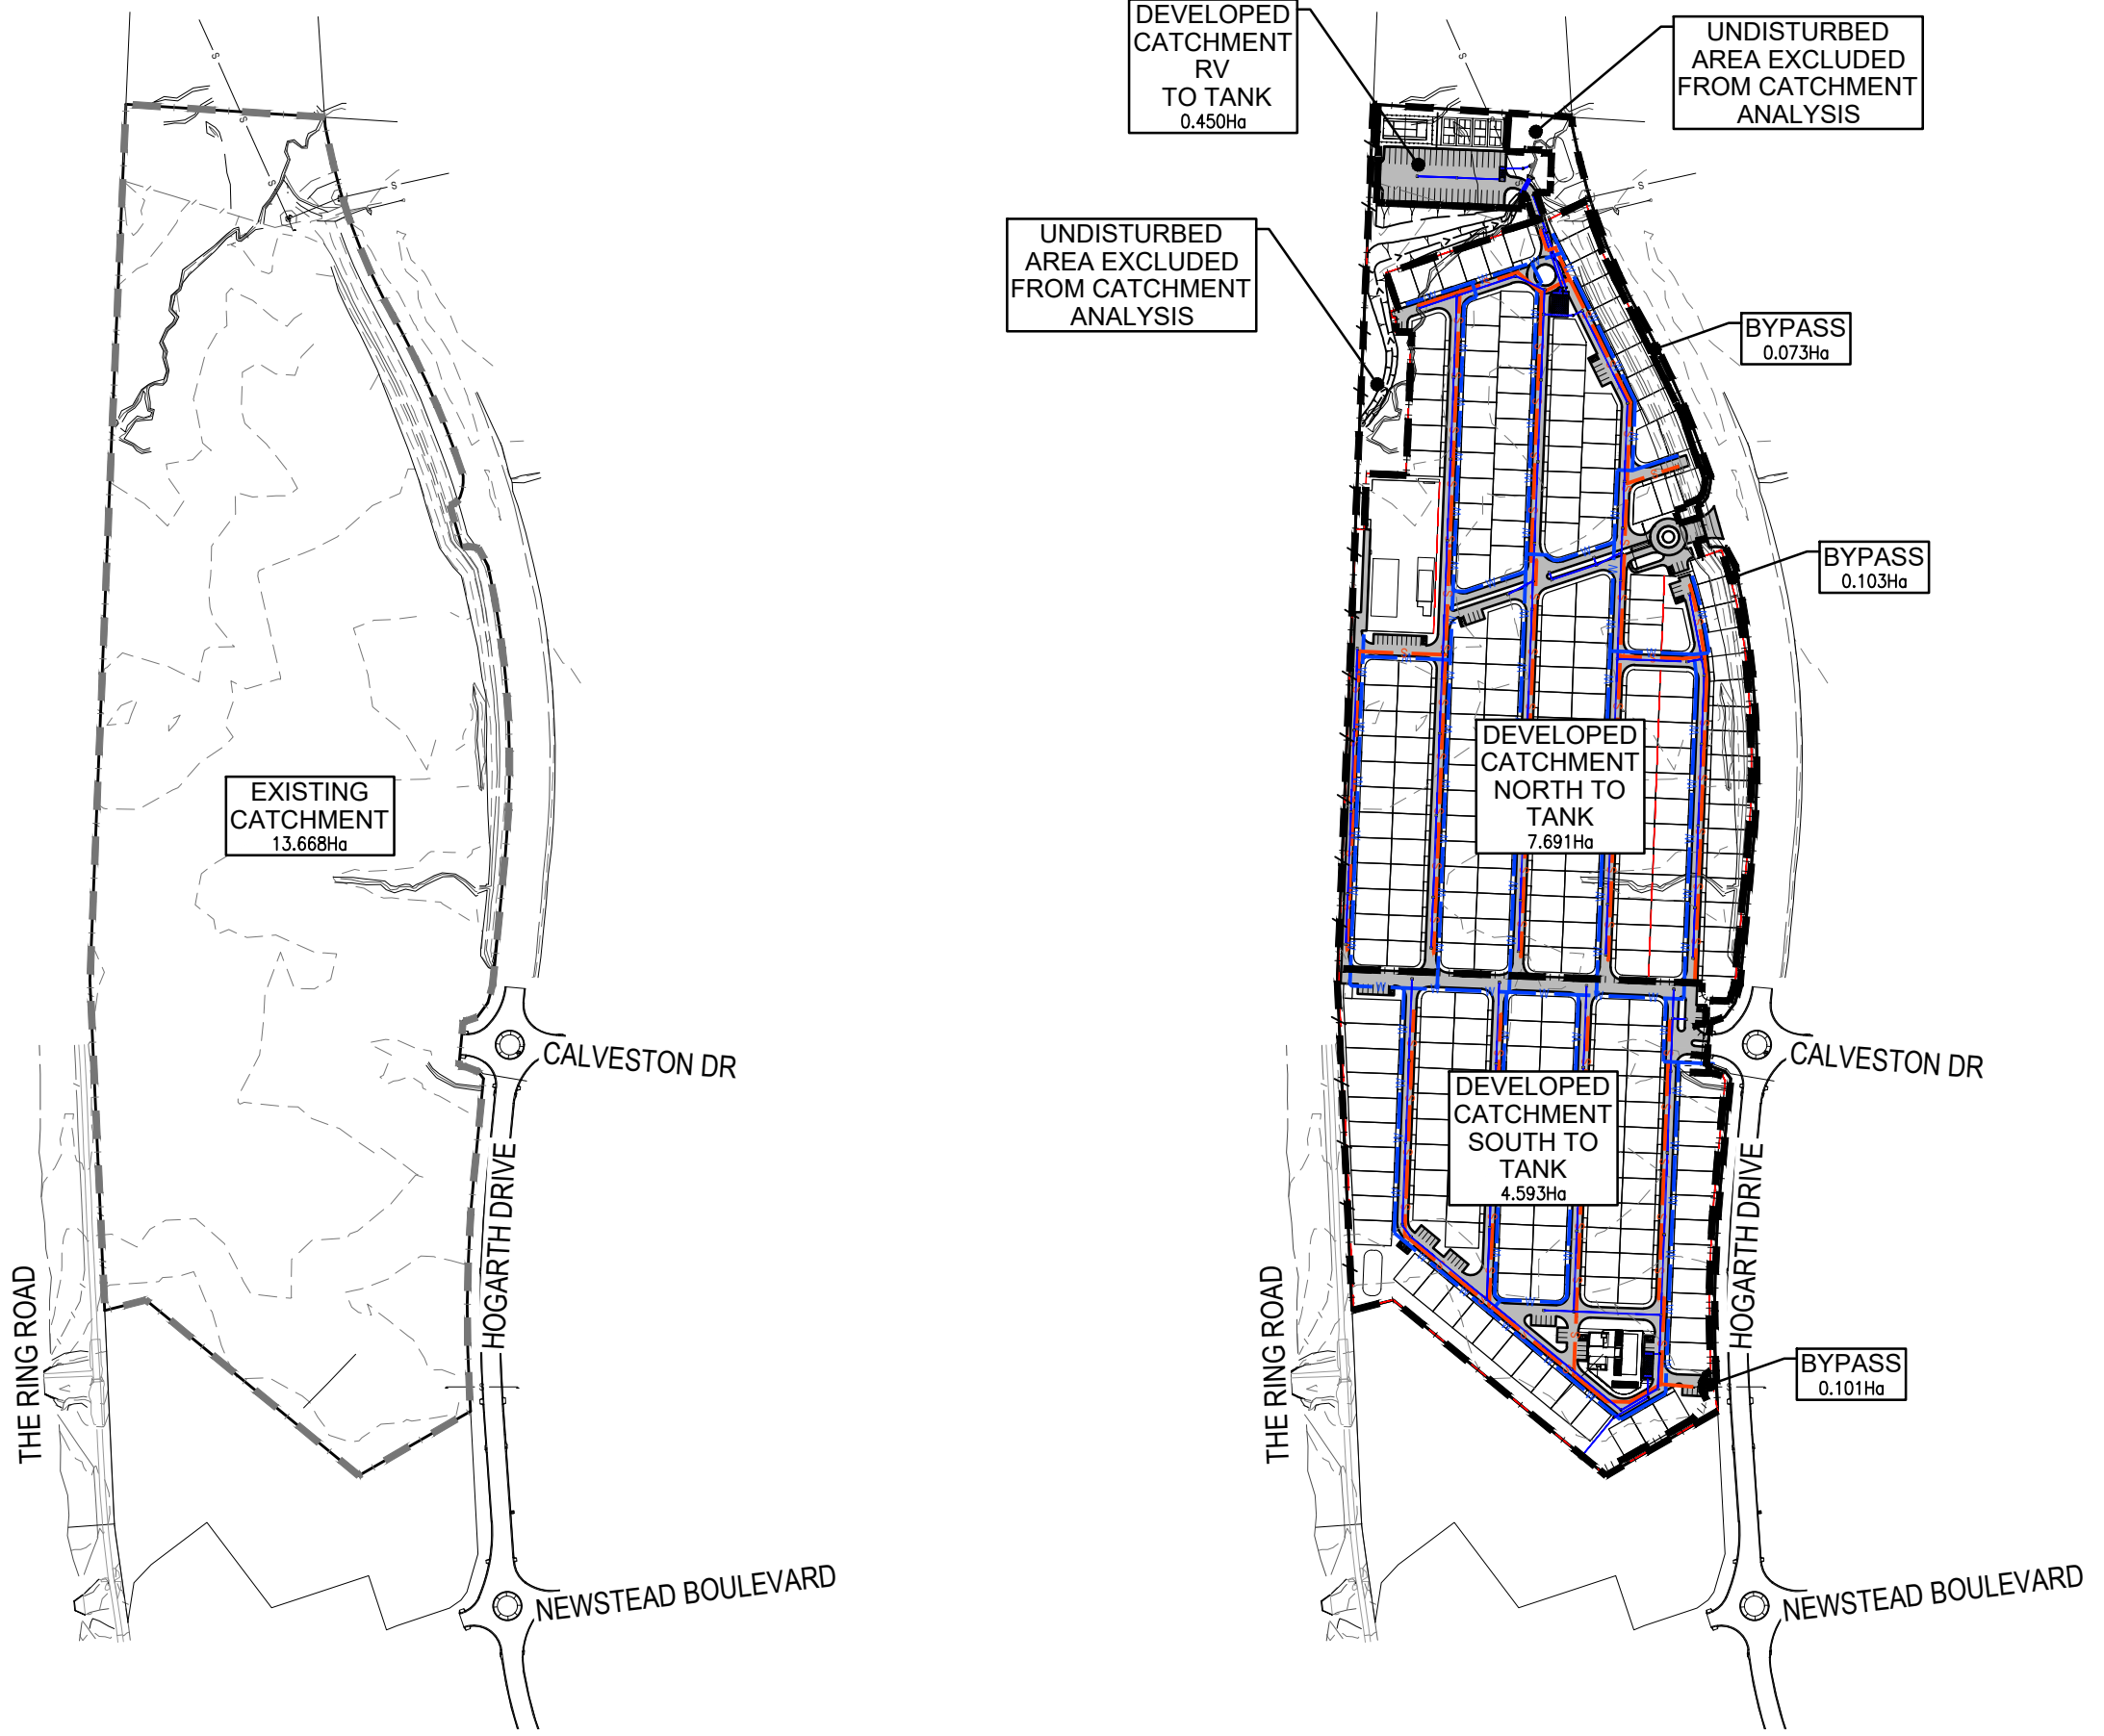 EXISTING
CATCHMENT
13.668Ha
CALVESTON DR
HOGARTH DRIVE
THE RING ROAD
NEWSTEAD BOULEVARD
DEVELOPED
CATCHMENT
RV
TO TANK
0.450Ha
UNDISTURBED
AREA EXCLUDED
FROM CATCHMENT
ANALYSIS
UNDISTURBED
AREA EXCLUDED
FROM CATCHMENT
ANALYSIS
BYPASS
0.073Ha
BYPASS
0.103Ha
DEVELOPED
CATCHMENT
NORTH TO
TANK
7.691Ha
CALVESTON DR
DEVELOPED
CATCHMENT
SOUTH TO
TANK
4.593Ha
HOGARTH DRIVE
THE RING ROAD
BYPASS
0.101Ha
NEWSTEAD BOULEVARD